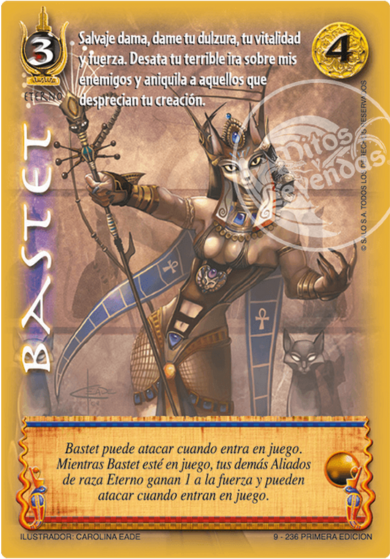 3
Salvaje dama, dame tu dulzura, tu vitalidad
y fuerza. Desata tu terrible ira sobre mis
enemigos y aniquila a aquellos que
desprecian tu creación.
4
ETERNO
BASTET
Mitos
y
Leyendas
Bastet puede atacar cuando entra en juego.
Mientras Bastet esté en juego, tus demás Aliados
de raza Eterno ganan 1 a la fuerza y pueden
atacar cuando entran en juego.
ILUSTRADOR: CAROLINA EADE
9 - 236 PRIMERA EDICION